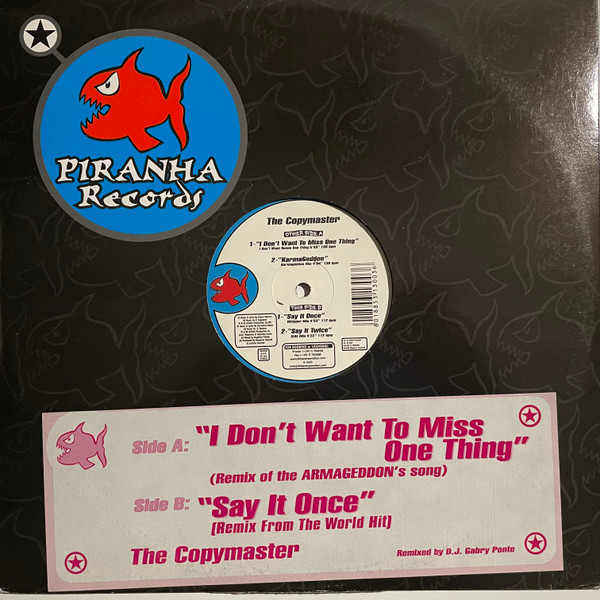 PIRANHA
Records
The Copymaster
OTHER SIDE A
1-"I Don't Want To Miss One Thing"
2-"KarmaGeddon"
THIS SIDE B
1-"Say It Once"
2-"Say It Twice"
8018855130036
Side A: "I Don't Want To Miss
One Thing"
(Remix of the ARMAGEDDON's song)
Side B: "Say It Once"
(Remix From The World Hit)
The Copymaster
Remixed by D.J. Gabry Ponte